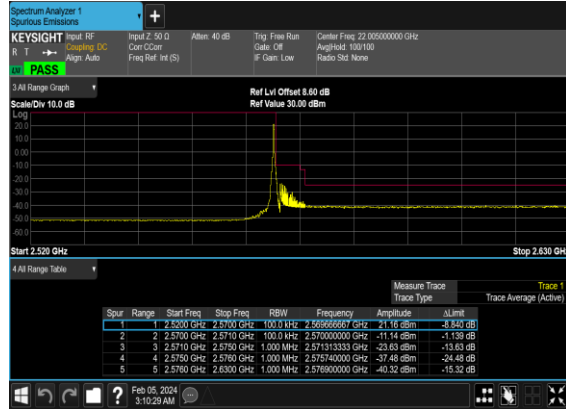 Spectrum Analyzer 1
Spurious Emissions
+
KEYSIGHT Input: RF Input Z: 50 Ω Atten: 40 dB Trig: Free Run Center Freq: 22.005000000 GHz
R T Coupling: DC Corr CCorr Gate: Off Avg|Hold: 100/100
Align: Auto Freq Ref: Int (S) IF Gain: Low Radio Std: None
PASS
3 All Range Graph
Ref Lvl Offset 8.60 dB
Scale/Div 10.0 dB Ref Value 30.00 dBm
Log
20.0
10.0
0.00
-10.0
-20.0
-30.0
-40.0
-50.0
-60.0
Start 2.520 GHz Stop 2.630 GH
4 All Range Table
Measure Trace Trace 1
Trace Type Trace Average (Active)
Spur Range Start Freq Stop Freq RBW Frequency Amplitude ΔLimit
1 1 2.5200 GHz 2.5700 GHz 100.0 kHz 2.569666667 GHz 21.16 dBm -8.840 dB
2 2 2.5700 GHz 2.5710 GHz 100.0 kHz 2.570000000 GHz -11.14 dBm -1.139 dB
3 3 2.5710 GHz 2.5750 GHz 1.000 MHz 2.571313333 GHz -23.63 dBm -13.63 dB
4 4 2.5750 GHz 2.5760 GHz 1.000 MHz 2.575740000 GHz -37.48 dBm -24.48 dB
5 5 2.5760 GHz 2.6300 GHz 1.000 MHz 2.576900000 GHz -40.32 dBm -15.32 dB
? Feb 05, 2024
3:10:29 AM